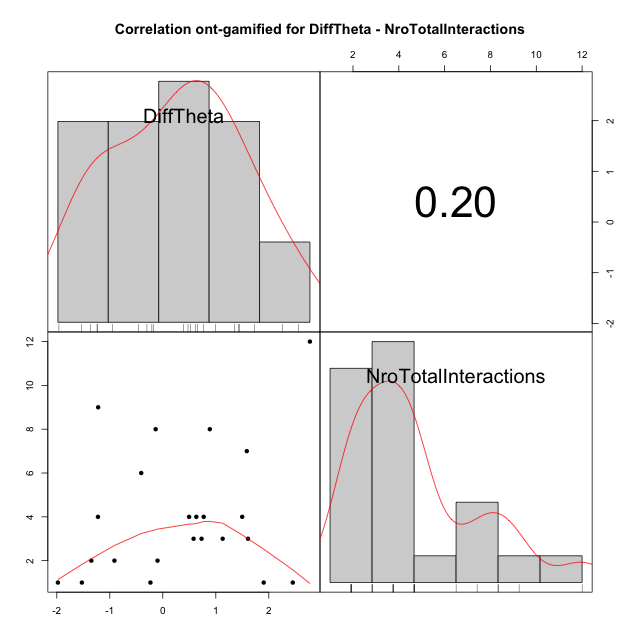 Correlation ont-gamified for DiffTheta - NroTotalInteractions
2 4 6 8 10 12
DiffTheta
0.20
2
1
0
-1
-2
12
10
8
6
4
2
NroTotalInteractions
-2 -1 0 1 2